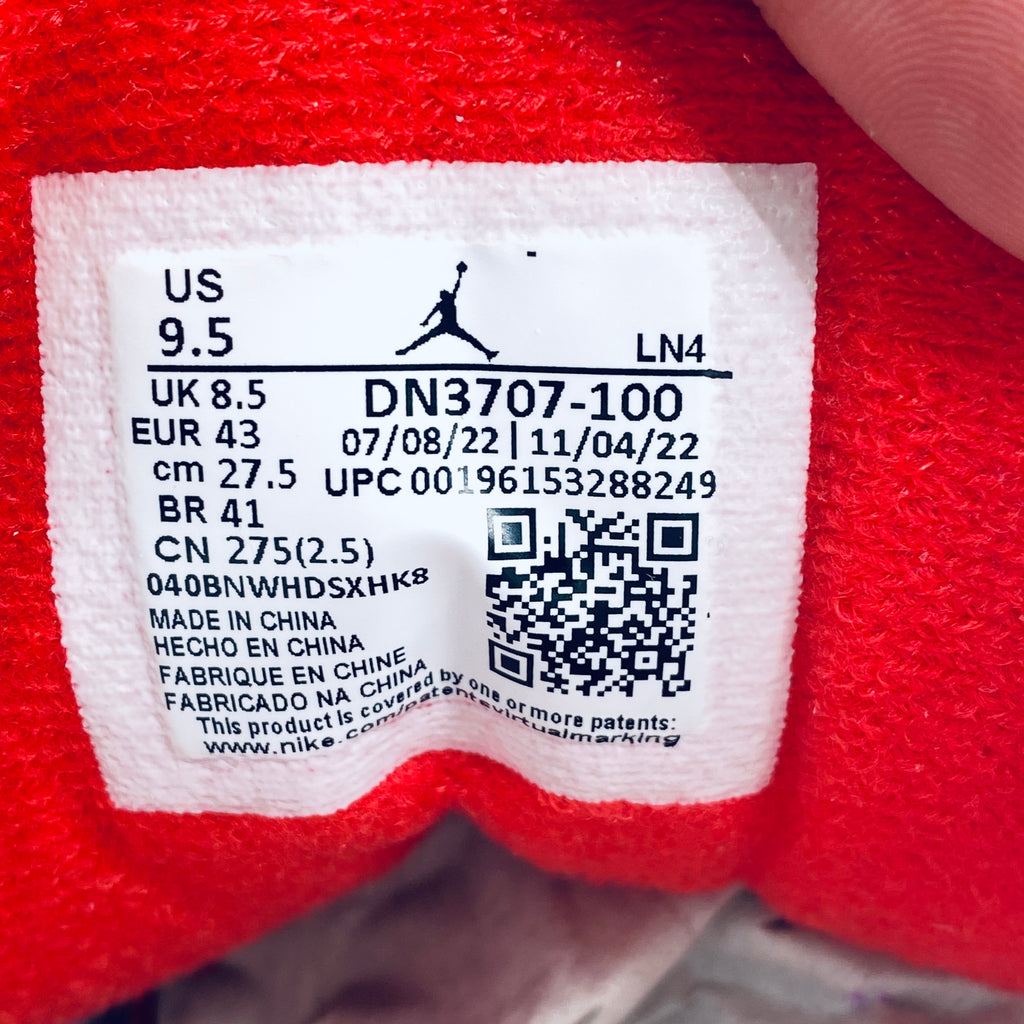 US
9.5
LN4
UK 8.5
DN3707-100
EUR 43
07/08/22 | 11/04/22
cm 27.5
UPC 00196153288249
BR 41
CN 275(2.5)
040BNWHDSXHK8
MADE IN CHINA
HECHO EN CHINA
FABRIQUE EN CHINE
FABRICADO NA CHINA
This product is covered by one or more patents:
www.nike.com/patentsvirtualmarking